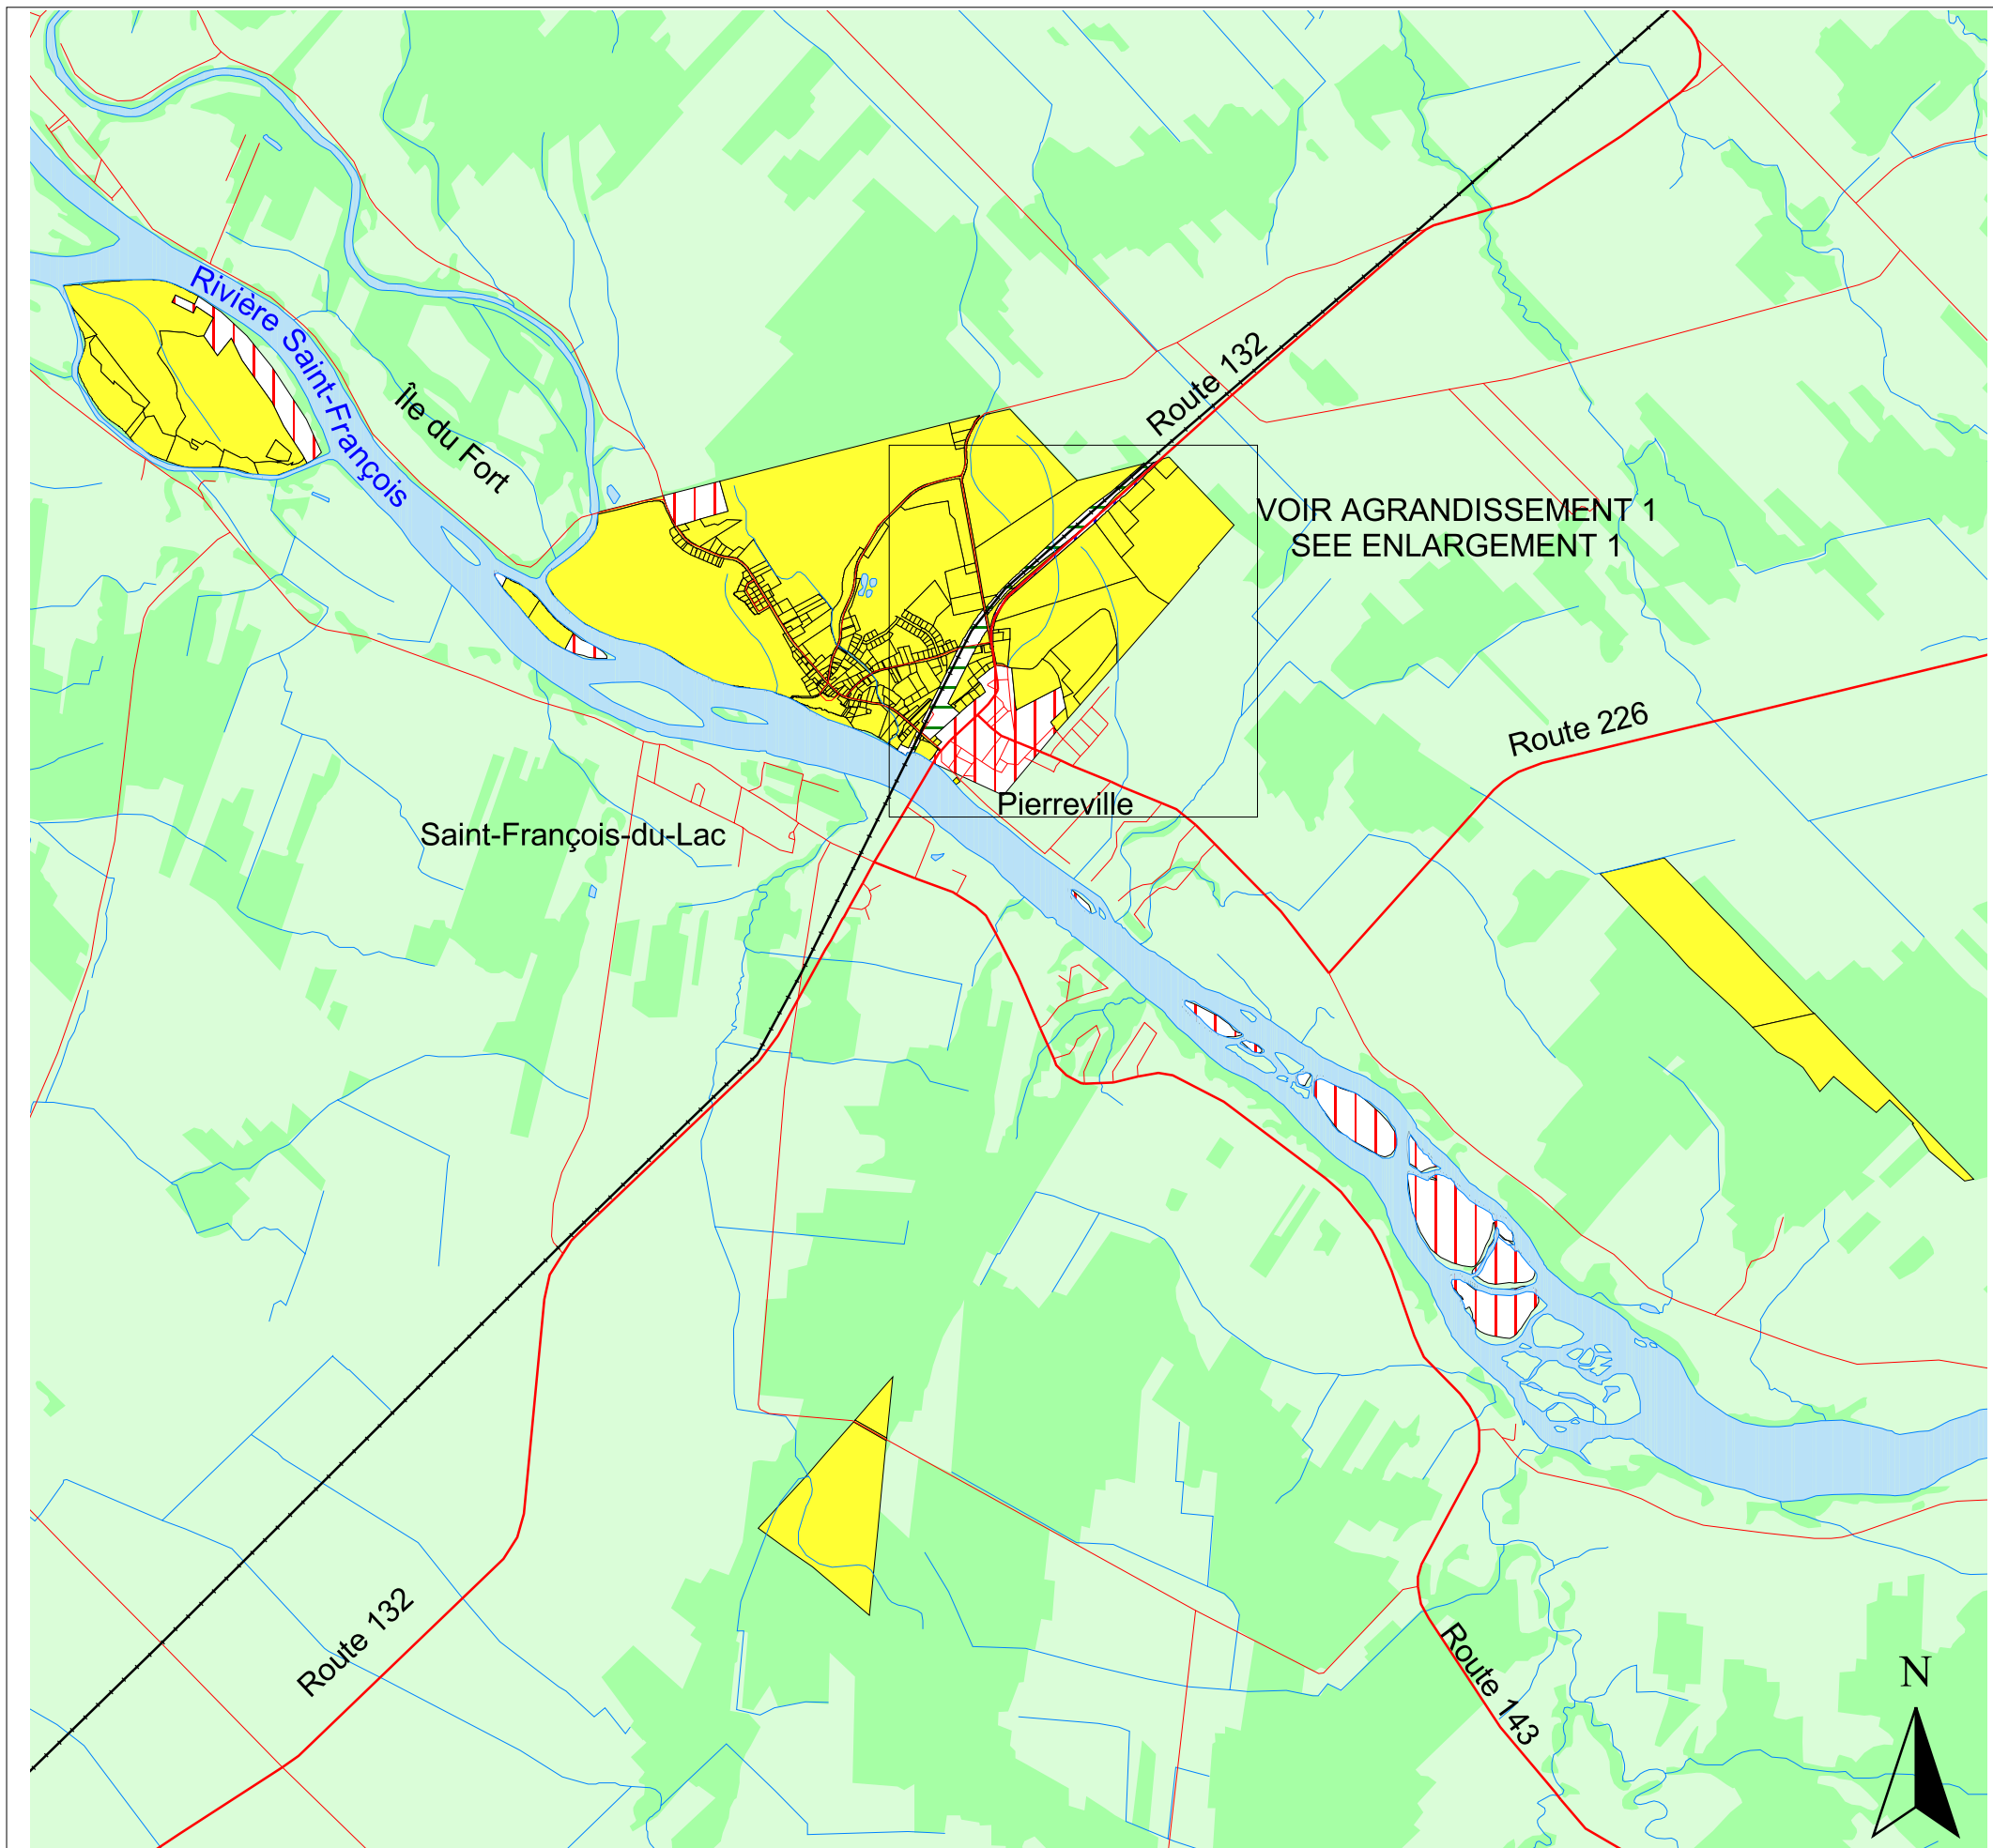 Rivière Saint-François
Île du Fort
Route 132
VOIR AGRANDISSEMENT 1
SEE ENLARGEMENT 1
Route 226
Pierreville
Saint-François-du-Lac
Route 132
Route 143
N